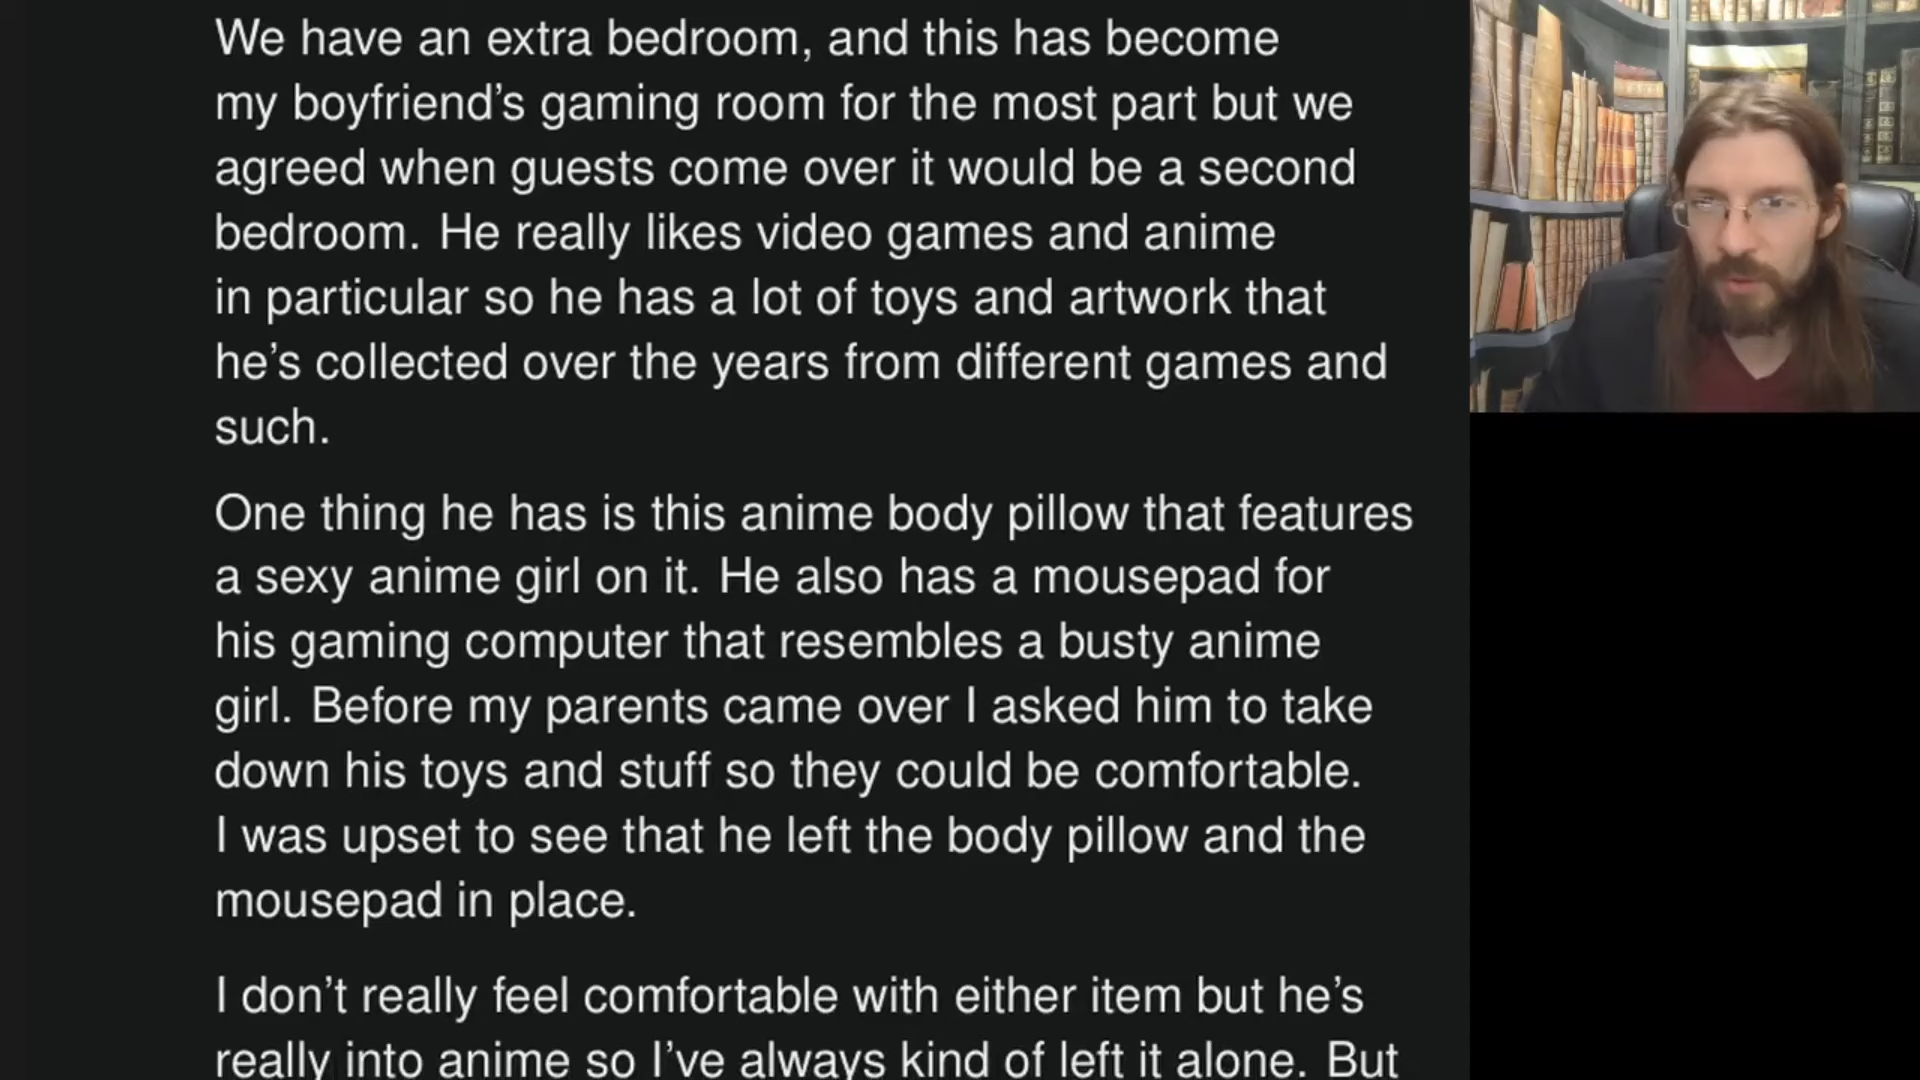 We have an extra bedroom, and this has become
my boyfriend’s gaming room for the most part but we
agreed when guests come over it would be a second
bedroom. He really likes video games and anime
in particular so he has a lot of toys and artwork that
he’s collected over the years from different games and
such.
One thing he has is this anime body pillow that features
a sexy anime girl on it. He also has a mousepad for
his gaming computer that resembles a busty anime
girl. Before my parents came over I asked him to take
down his toys and stuff so they could be comfortable.
I was upset to see that he left the body pillow and the
mousepad in place.
I don’t really feel comfortable with either item but he’s
really into anime so I’ve always kind of left it alone. But